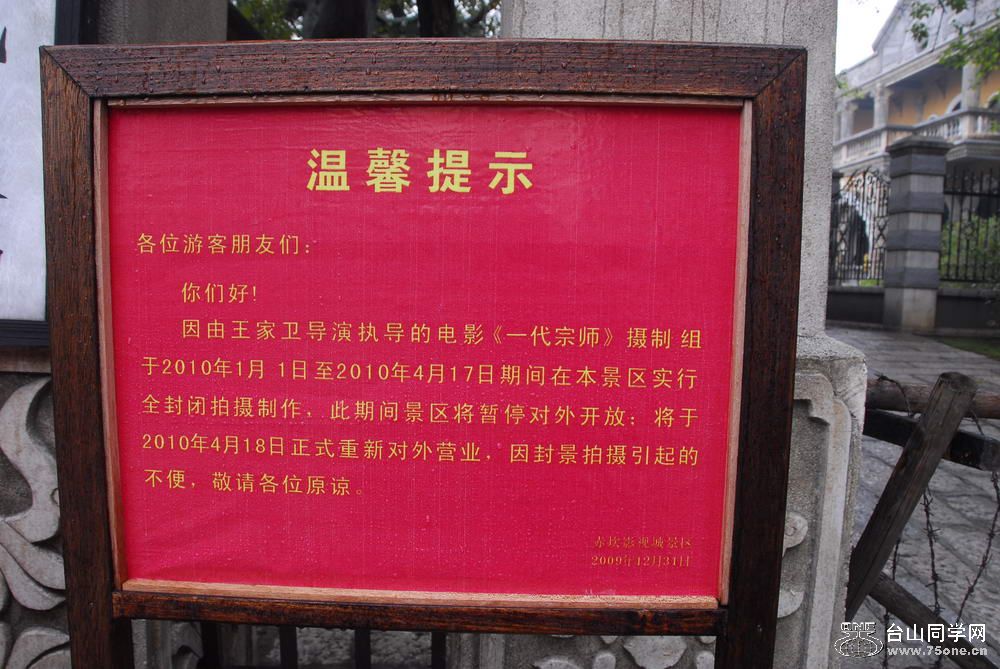 温馨提示
各位游客朋友们：
你们好！
因由王家卫导演执导的电影《一代宗师》摄制 组
于2010年1月 1日至2010年4月17日期间在本景区实行
全封闭拍摄制作，此期间景区将暂停对外开放；将于
2010年4月18日正式重新对外营业，因封景拍摄引起的
不便，敬请各位原谅。
赤坎影视城景区
2009年12月31日
台山同学网
www.75one.cn